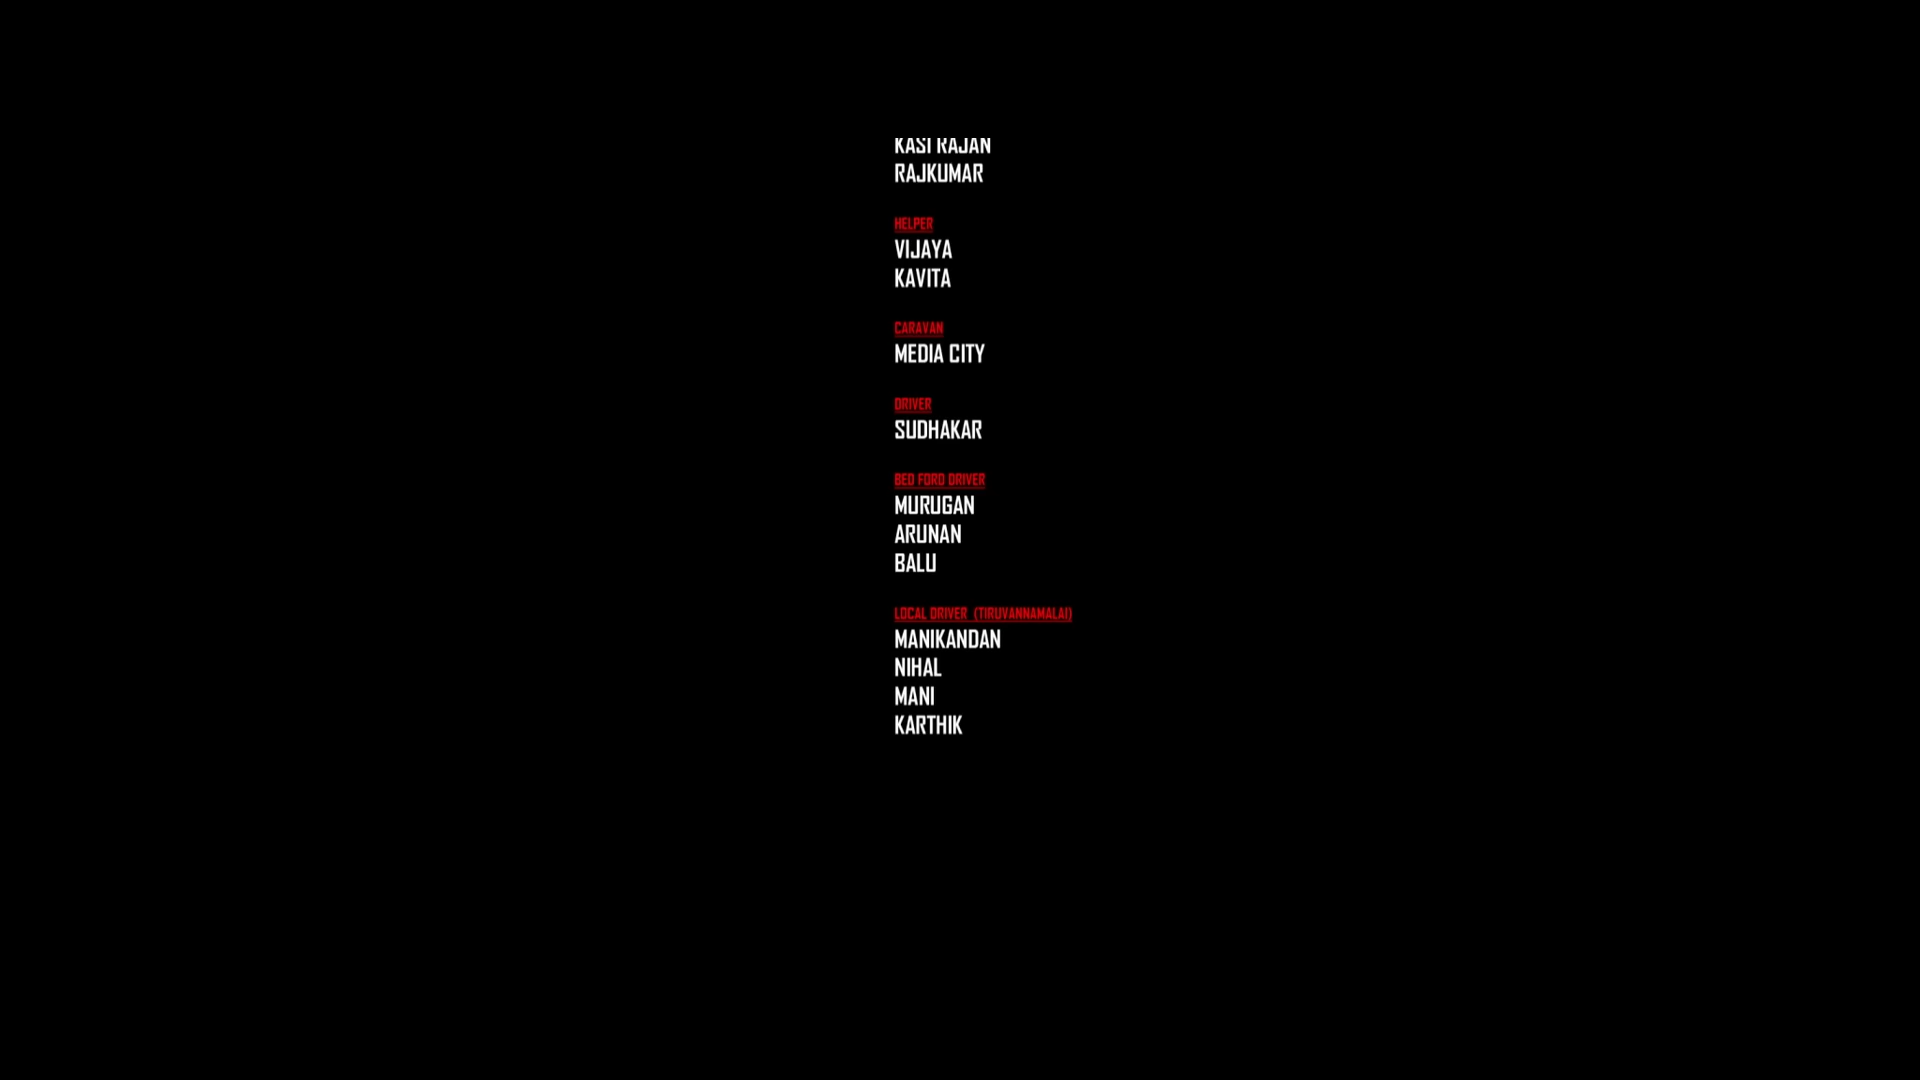 KASI RAJAN
RAJKUMAR
HELPER
VIJAYA
KAVITA
CARAVAN
MEDIA CITY
DRIVER
SUDHAKAR
BED FORD DRIVER
MURUGAN
ARUNAN
BALU
LOCAL DRIVER (TIRUVANNAMALAI)
MANIKANDAN
NIHAL
MANI
KARTHIK